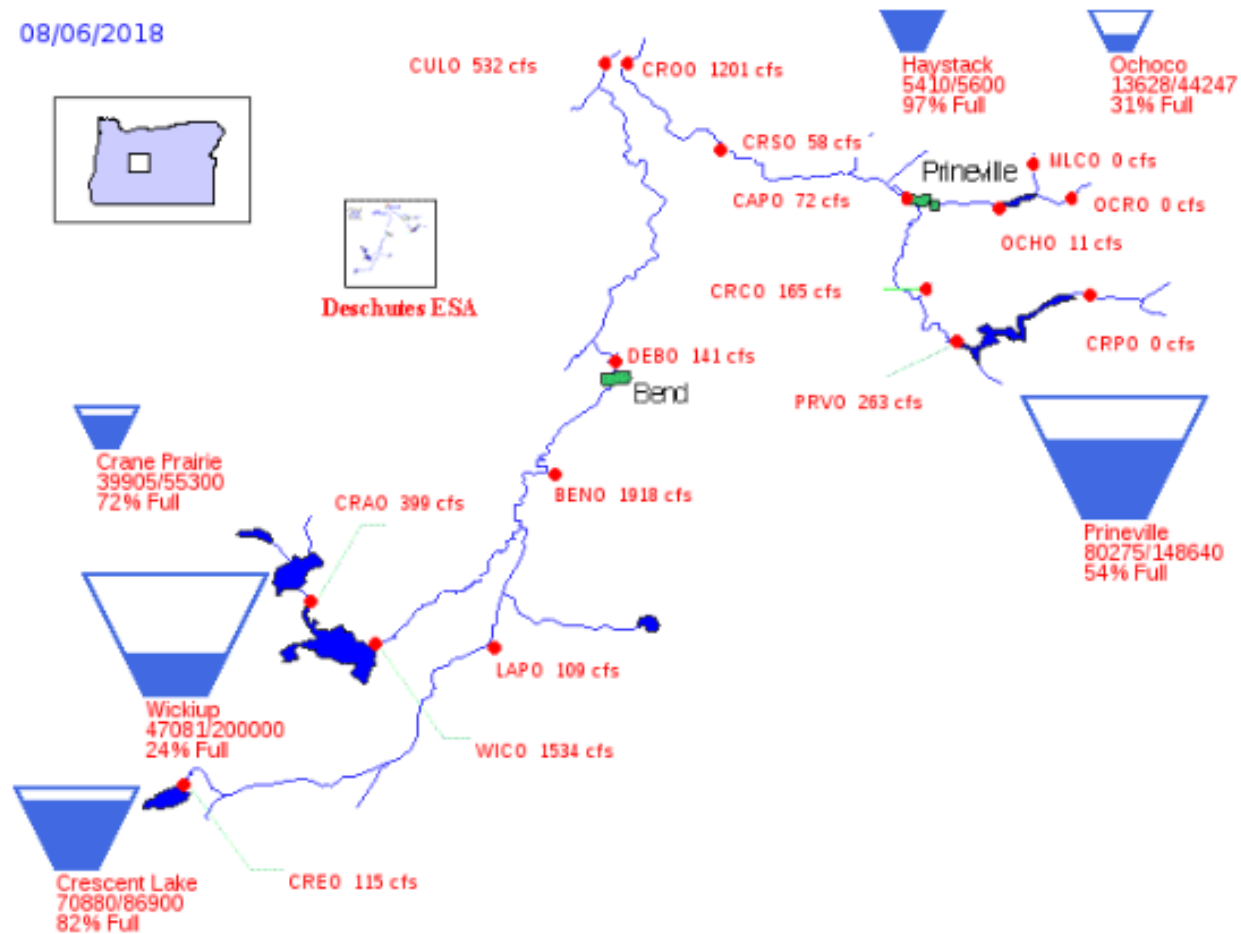 08/06/2018
CULO 532 cfs
CROO 1201 cfs
Haystack
5410/5600
97% Full
Ochoco
13628/44247
31% Full
CRSO 58 cfs
Prineville
MLCO 0 cfs
CAPO 72 cfs
OCRO 0 cfs
OCHO 11 cfs
Deschutes ESA
CRCO 165 cfs
CRPO 0 cfs
DEBO 141 cfs
Bend
PRVO 263 cfs
Crane Prairie
39905/55300
72% Full
CRAO 399 cfs
BENO 1918 cfs
Prineville
80275/148640
54% Full
LAPO 109 cfs
Wickiup
47081/200000
24% Full
WICO 1534 cfs
CREO 115 cfs
Crescent Lake
70880/86900
82% Full